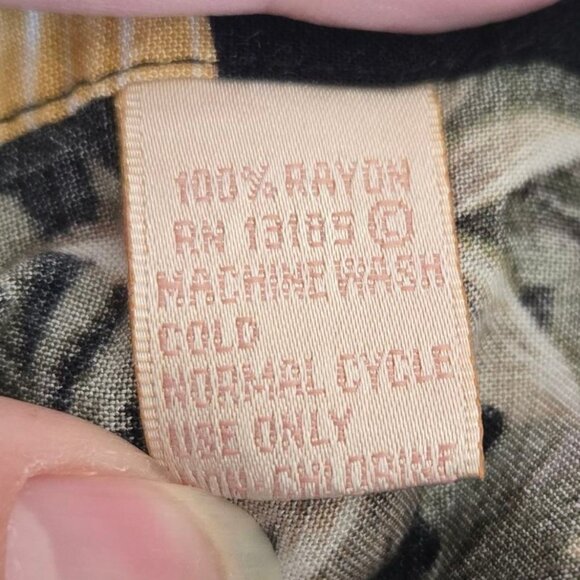 100% RAYON
RN 13189 ©
MACHINE WASH
COLD
NORMAL CYCLE
USE ONLY
NON-CHLORINE